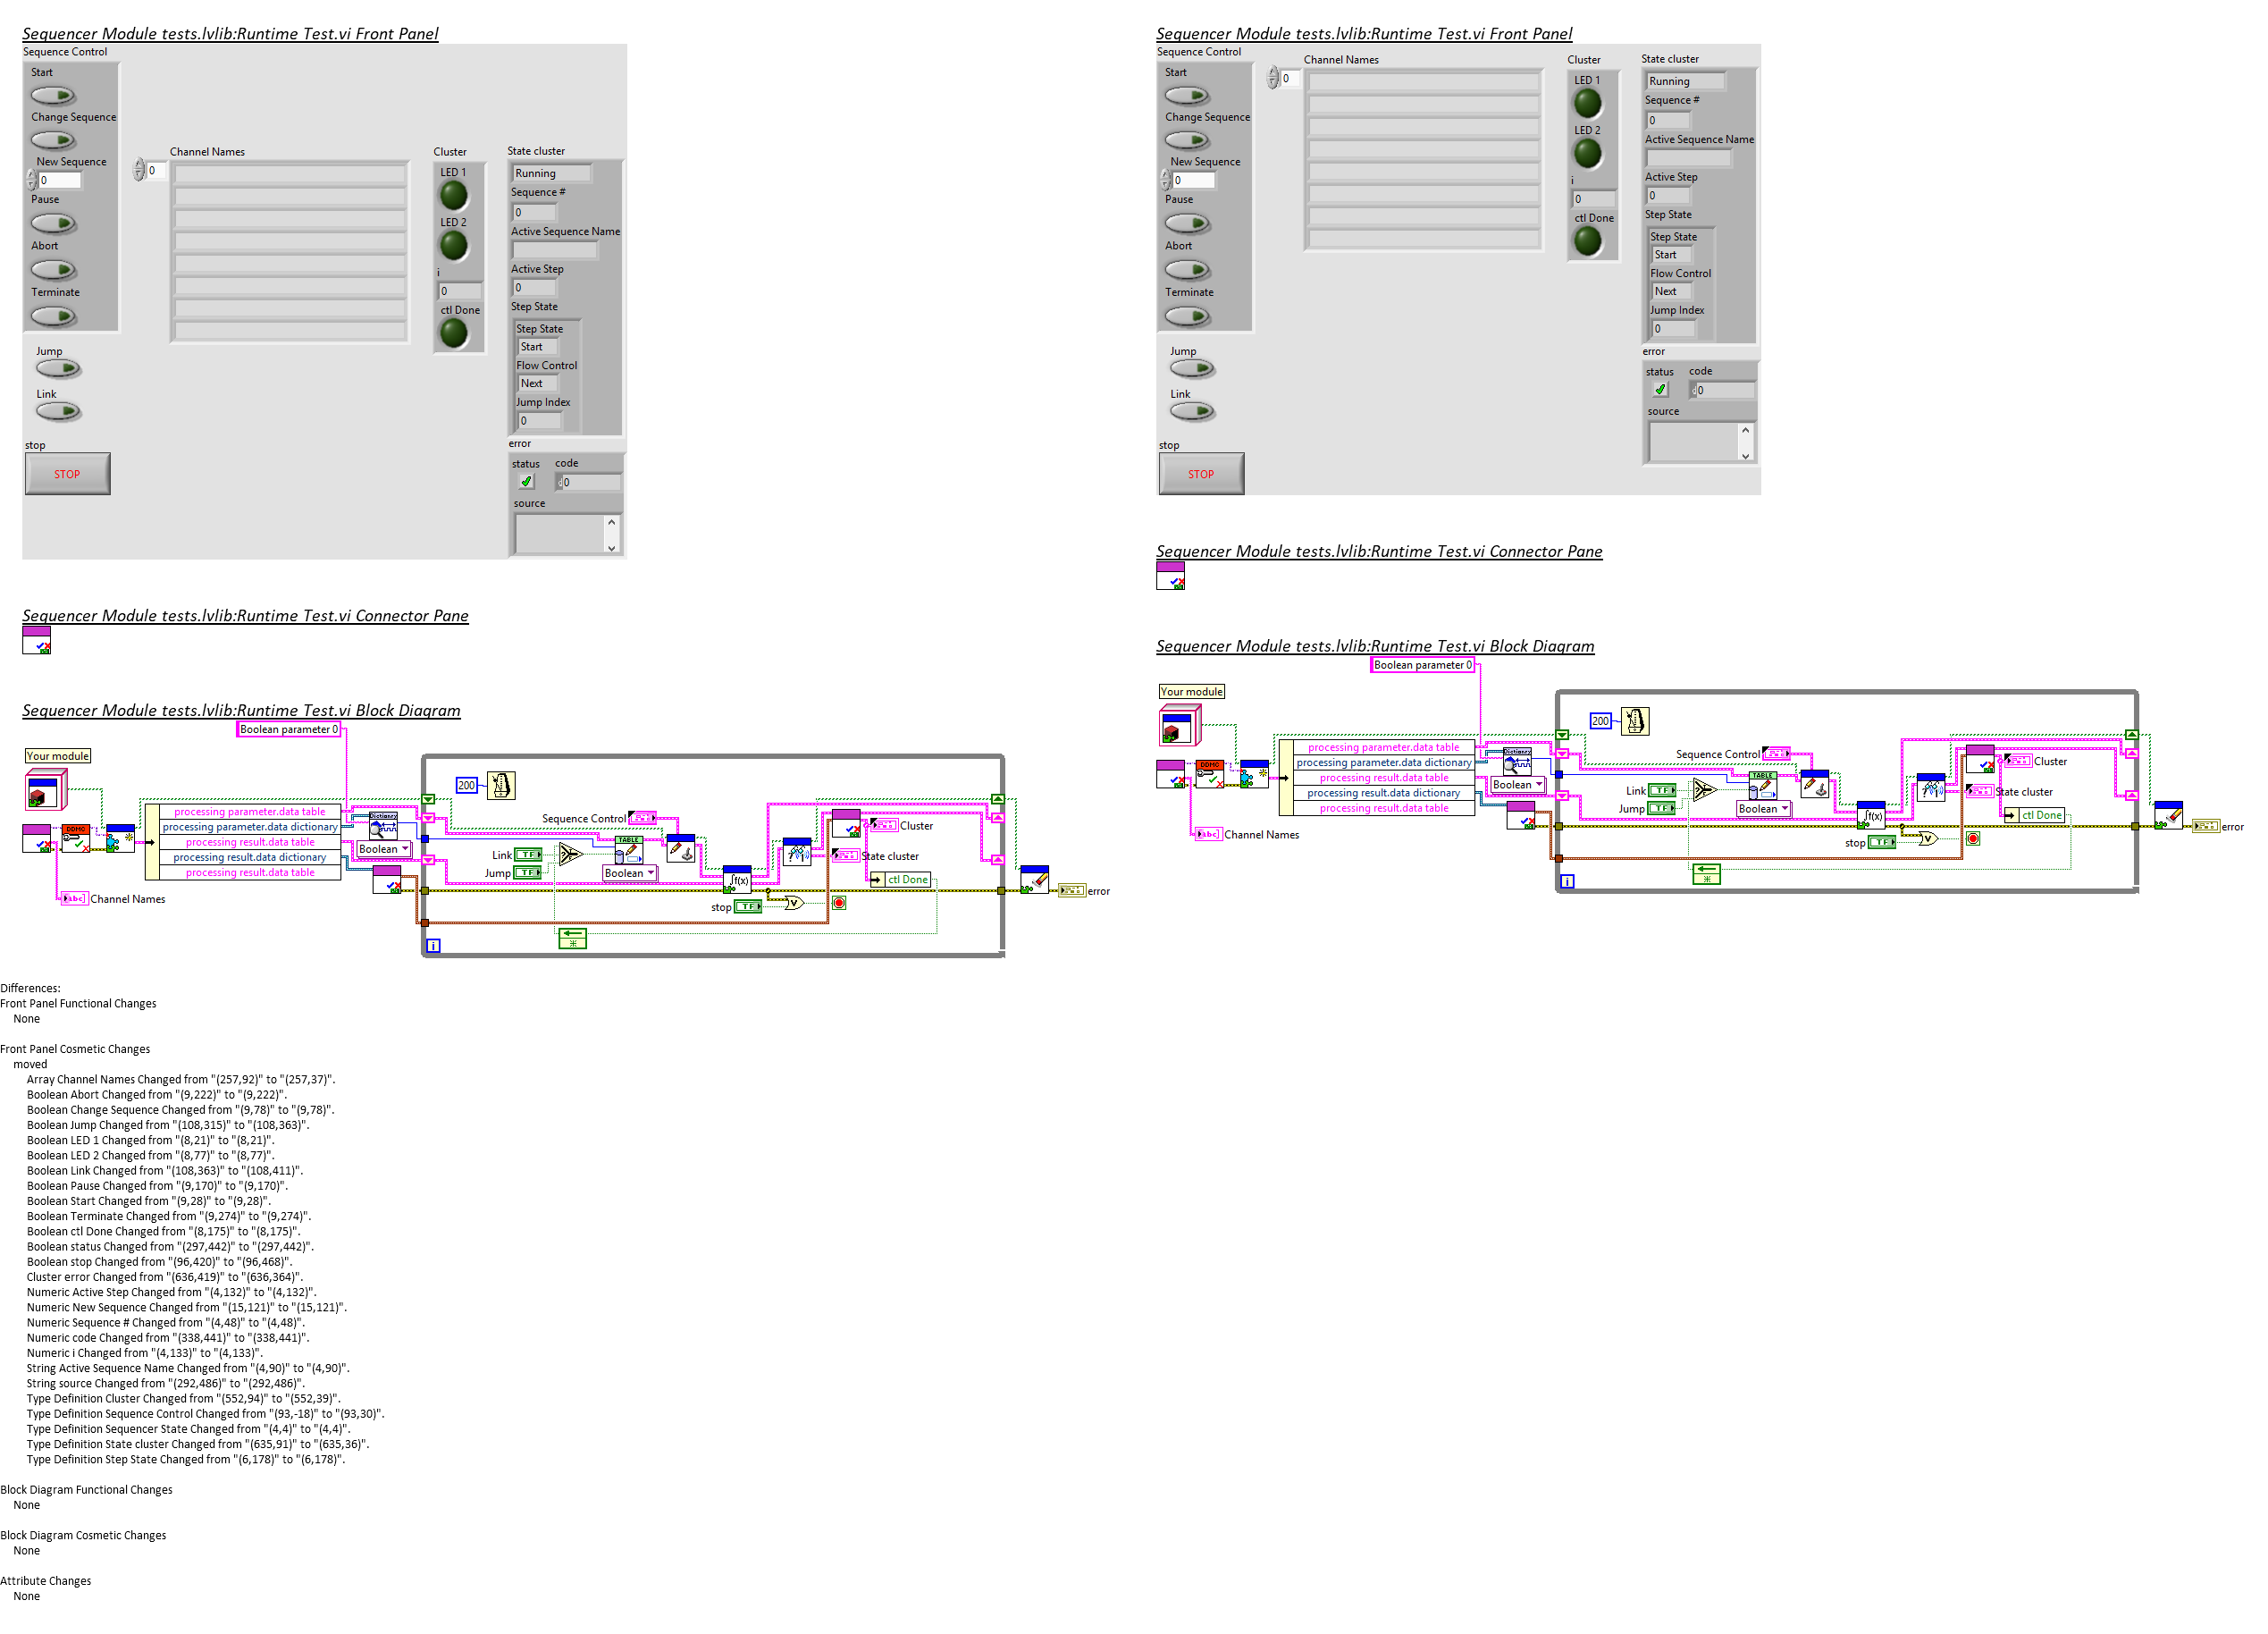 Sequencer Module tests.lvlib:Runtime Test.vi Front Panel
Sequence Control
Start
Change Sequence
New Sequence
0
Pause
Abort
Terminate
Jump
Link
stop
STOP
0
Channel Names
Cluster
LED 1
LED 2
i
0
ctl Done
State cluster
Running
Sequence #
0
Active Sequence Name
Active Step
0
Step State
Step State
Start
Flow Control
Next
Jump Index
0
error
status
code
0
source
Sequencer Module tests.lvlib:Runtime Test.vi Connector Pane
Sequencer Module tests.lvlib:Runtime Test.vi Block Diagram
Boolean parameter 0
Your module
DDMO
Channel Names
processing parameter.data table
processing parameter.data dictionary
processing result.data table
processing result.data dictionary
processing result.data table
Dictionary
Boolean
200
Sequence Control
Link
TF
Jump
TF
TABLE
Boolean
∫f(x)
stop
TF
V
Cluster
State cluster
ctl Done
error
i
Sequencer Module tests.lvlib:Runtime Test.vi Front Panel
Sequence Control
Start
Change Sequence
New Sequence
0
Pause
Abort
Terminate
Jump
Link
stop
STOP
0
Channel Names
Cluster
LED 1
LED 2
i
0
ctl Done
State cluster
Running
Sequence #
0
Active Sequence Name
Active Step
0
Step State
Step State
Start
Flow Control
Next
Jump Index
0
error
status
code
0
source
Sequencer Module tests.lvlib:Runtime Test.vi Connector Pane
Sequencer Module tests.lvlib:Runtime Test.vi Block Diagram
Boolean parameter 0
Your module
DDMO
Channel Names
processing parameter.data table
processing parameter.data dictionary
processing result.data table
processing result.data dictionary
processing result.data table
Dictionary
Boolean
200
Sequence Control
Link
TF
Jump
TF
TABLE
Boolean
∫f(x)
stop
TF
V
Cluster
State cluster
ctl Done
error
i
Differences:
Front Panel Functional Changes
None
Front Panel Cosmetic Changes
moved
Array Channel Names Changed from "(257,92)" to "(257,37)".
Boolean Abort Changed from "(9,222)" to "(9,222)".
Boolean Change Sequence Changed from "(9,78)" to "(9,78)".
Boolean Jump Changed from "(108,315)" to "(108,363)".
Boolean LED 1 Changed from "(8,21)" to "(8,21)".
Boolean LED 2 Changed from "(8,77)" to "(8,77)".
Boolean Link Changed from "(108,363)" to "(108,411)".
Boolean Pause Changed from "(9,170)" to "(9,170)".
Boolean Start Changed from "(9,28)" to "(9,28)".
Boolean Terminate Changed from "(9,274)" to "(9,274)".
Boolean ctl Done Changed from "(8,175)" to "(8,175)".
Boolean status Changed from "(297,442)" to "(297,442)".
Boolean stop Changed from "(96,420)" to "(96,468)".
Cluster error Changed from "(636,419)" to "(636,364)".
Numeric Active Step Changed from "(4,132)" to "(4,132)".
Numeric New Sequence Changed from "(15,121)" to "(15,121)".
Numeric Sequence # Changed from "(4,48)" to "(4,48)".
Numeric code Changed from "(338,441)" to "(338,441)".
Numeric i Changed from "(4,133)" to "(4,133)".
String Active Sequence Name Changed from "(4,90)" to "(4,90)".
String source Changed from "(292,486)" to "(292,486)".
Type Definition Cluster Changed from "(552,94)" to "(552,39)".
Type Definition Sequence Control Changed from "(93,-18)" to "(93,30)".
Type Definition Sequencer State Changed from "(4,4)" to "(4,4)".
Type Definition State cluster Changed from "(635,91)" to "(635,36)".
Type Definition Step State Changed from "(6,178)" to "(6,178)".
Block Diagram Functional Changes
None
Block Diagram Cosmetic Changes
None
Attribute Changes
None